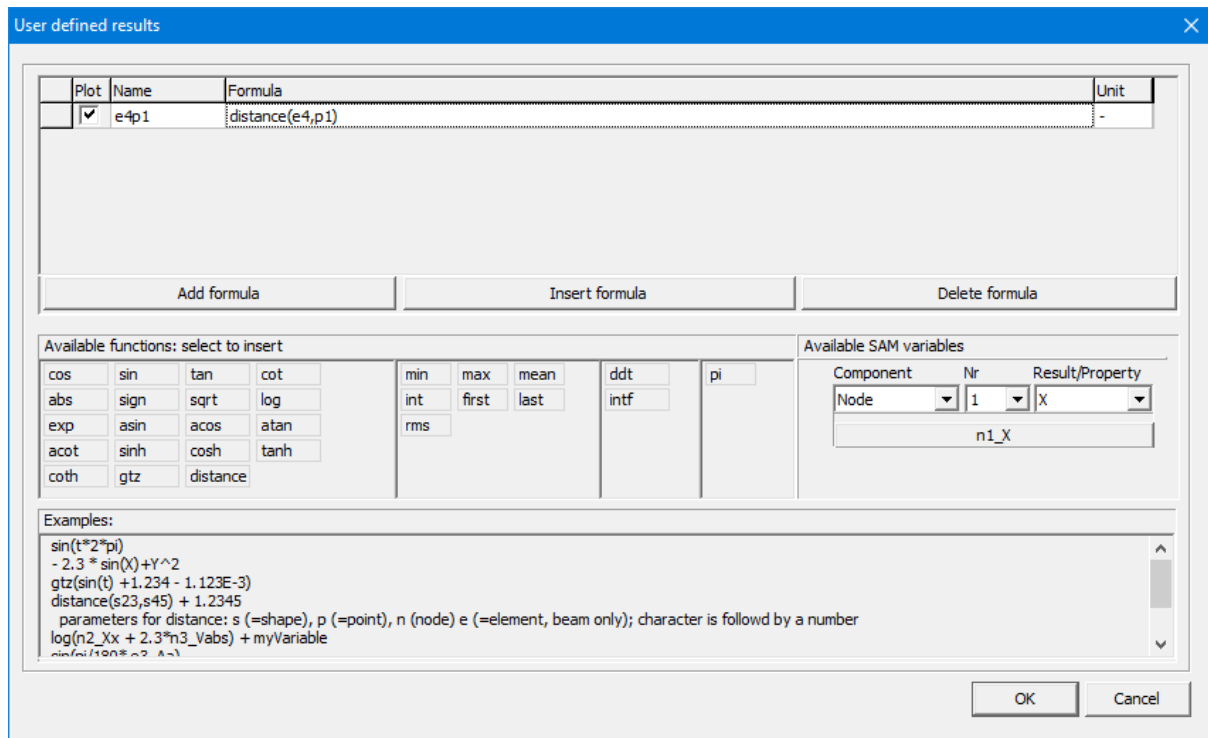 User defined results
Plot Name Formula Unit
e4p1 distance(e4,p1) -
Add formula Insert formula Delete formula
Available functions: select to insert Available SAM variables
cos sin tan cot min max mean ddt pi Component Nr Result/Property
abs sign sqrt log int first last intf Node 1 X
exp asin acos atan rms n1_X
acot sinh cosh tanh
coth gtz distance
Examples:
sin(t*2*pi)
- 2.3 * sin(X)+Y^2
gtz(sin(t) +1.234 - 1.123E-3)
distance(s23,s45) + 1.2345
parameters for distance: s (=shape), p (=point), n (node) e (=element, beam only); character is followd by a number
log(n2_Xx + 2.3*n3_Vabs) + myVariable
OK Cancel